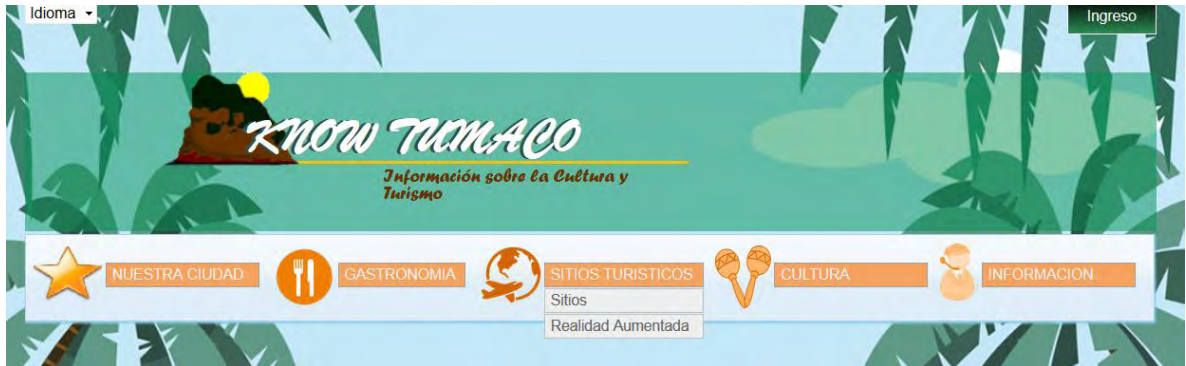 Idioma
Ingreso
KNOW TUMACO
Información sobre la Cultura y
Turismo
NUESTRA CIUDAD
GASTRONOMIA
SITIOS TURISTICOS
CULTURA
INFORMACION
Sitios
Realidad Aumentada